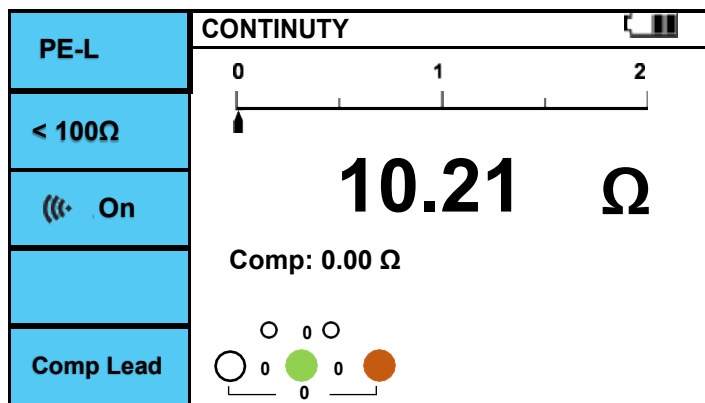 PE-L
CONTINUTY
0 1 2
< 100Ω
10.21 Ω
On
Comp: 0.00 Ω
0
Comp Lead
0 0
0